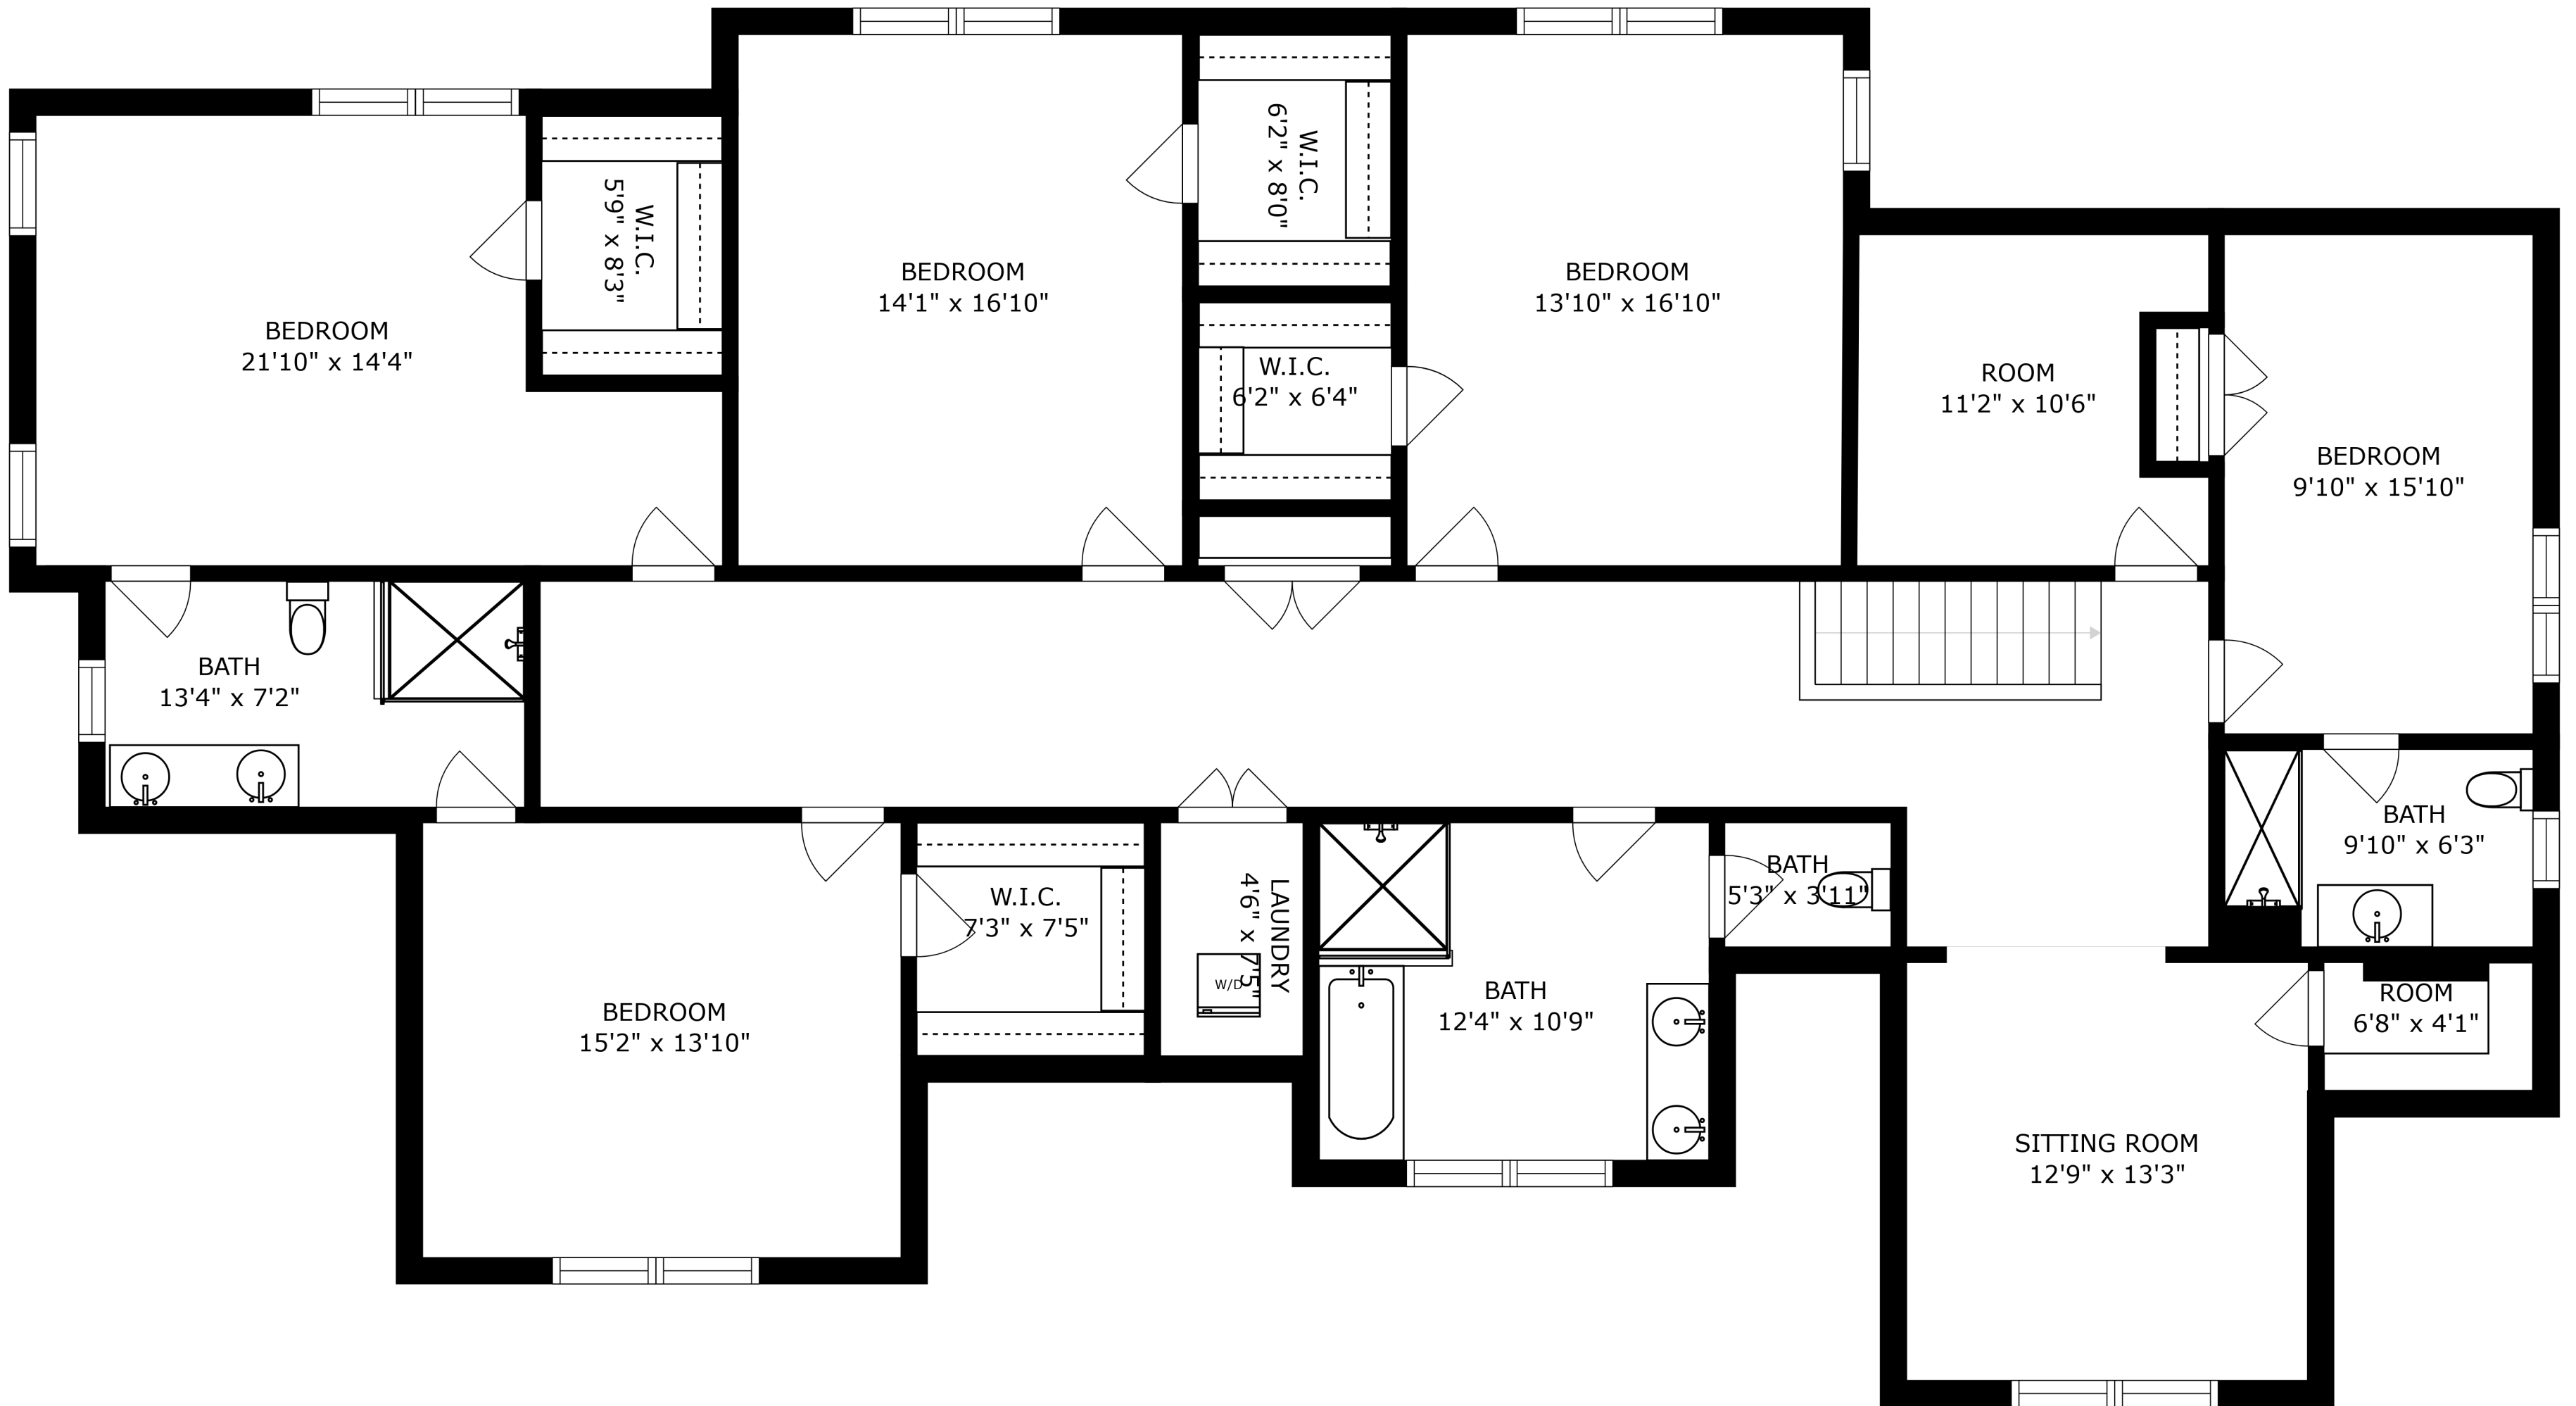 W.I.C.
6'2" x 8'0"
W.I.C.
5'9" x 8'3"
BEDROOM
14'1" x 16'10"
BEDROOM
13'10" x 16'10"
BEDROOM
21'10" x 14'4"
W.I.C.
6'2" x 6'4"
ROOM
11'2" x 10'6"
BEDROOM
9'10" x 15'10"
BATH
13'4" x 7'2"
BATH
9'10" x 6'3"
BATH
5'3" x 3'11"
W.I.C.
7'3" x 7'5"
LAUNDRY
4'6" x 7'5"
W/D
BEDROOM
15'2" x 13'10"
BATH
12'4" x 10'9"
ROOM
6'8" x 4'1"
SITTING ROOM
12'9" x 13'3"